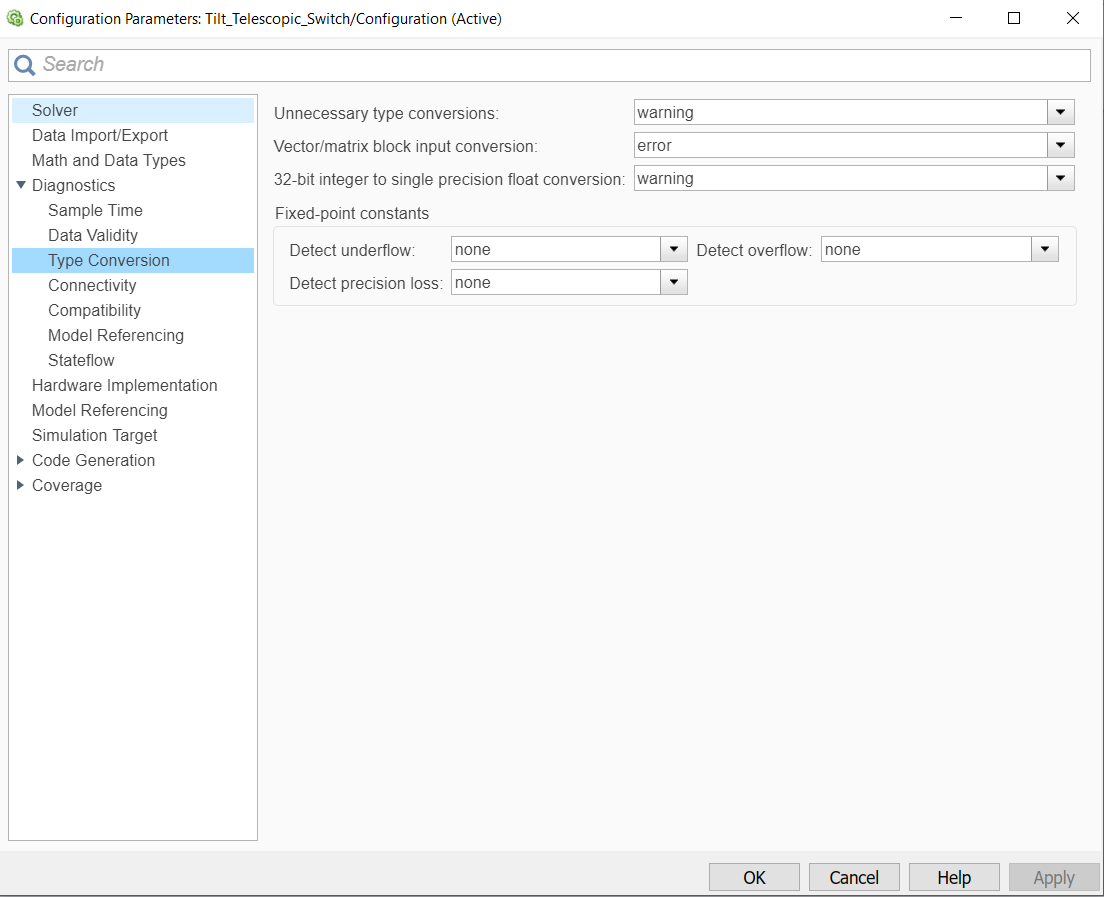 Configuration Parameters: Tilt_Telescopic_Switch/Configuration (Active)
Search
Solver
Data Import/Export
Math and Data Types
Diagnostics
Sample Time
Data Validity
Type Conversion
Connectivity
Compatibility
Model Referencing
Stateflow
Hardware Implementation
Model Referencing
Simulation Target
Code Generation
Coverage
Unnecessary type conversions: warning
Vector/matrix block input conversion: error
32-bit integer to single precision float conversion: warning
Fixed-point constants
Detect underflow: none Detect overflow: none
Detect precision loss: none
OK Cancel Help Apply